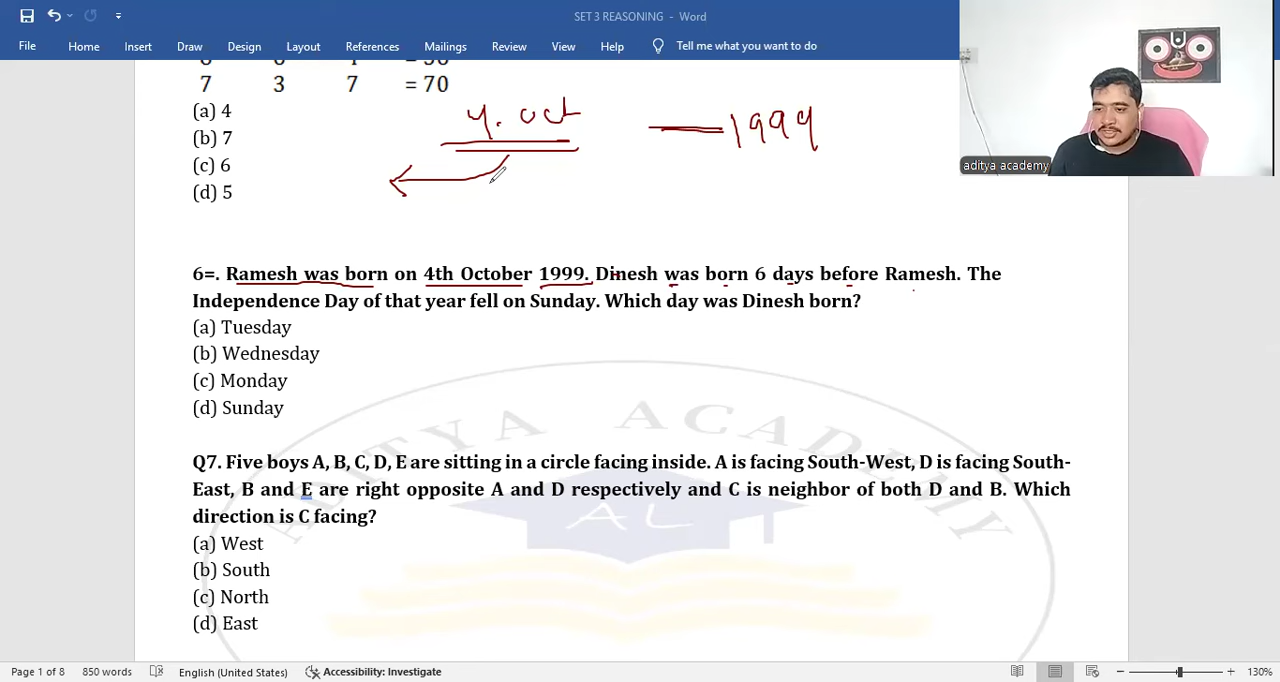 SET 3 REASONING - Word
File Home Insert Draw Design Layout References Mailings Review View Help Tell me what you want to do
7 3 7 = 70
(a) 4
(b) 7
(c) 6
(d) 5
4. oct — 1999
aditya academy
6=. Ramesh was born on 4th October 1999. Dinesh was born 6 days before Ramesh. The
Independence Day of that year fell on Sunday. Which day was Dinesh born?
(a) Tuesday
(b) Wednesday
(c) Monday
(d) Sunday
ADITYA ACADEMY
Q7. Five boys A, B, C, D, E are sitting in a circle facing inside. A is facing South-West, D is facing South-
East, B and E are right opposite A and D respectively and C is neighbor of both D and B. Which
direction is C facing?
(a) West
(b) South
(c) North
(d) East
Page 1 of 8 850 words English (United States) Accessibility: Investigate 130%